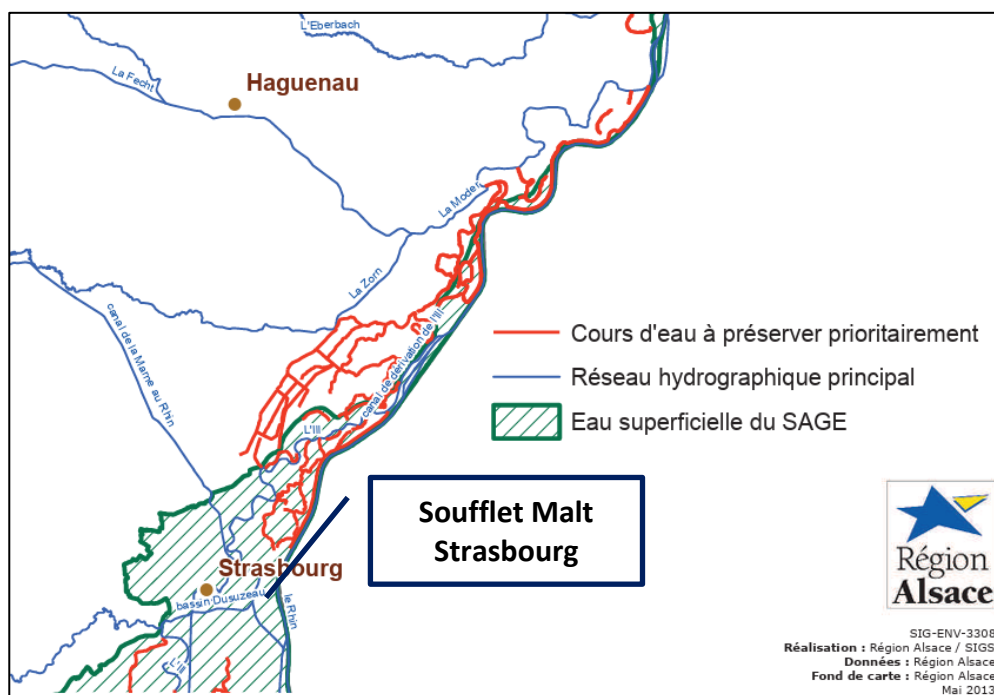 L'Eberbach
La Fecht
Haguenau
La Moder
La Zorn
canal de la Marne au Rhin
canal de dérivation de l'Ill
L'Ill
Cours d'eau à préserver prioritairement
Réseau hydrographique principal
Eau superficielle du SAGE
Soufflet Malt
Strasbourg
Strasbourg
bassin Dusuzeau
le Rhin
L'Ill
Région
Alsace
SIG-ENV-3308
Réalisation : Région Alsace / SIGS
Données : Région Alsace
Fond de carte : Région Alsace
Mai 2013